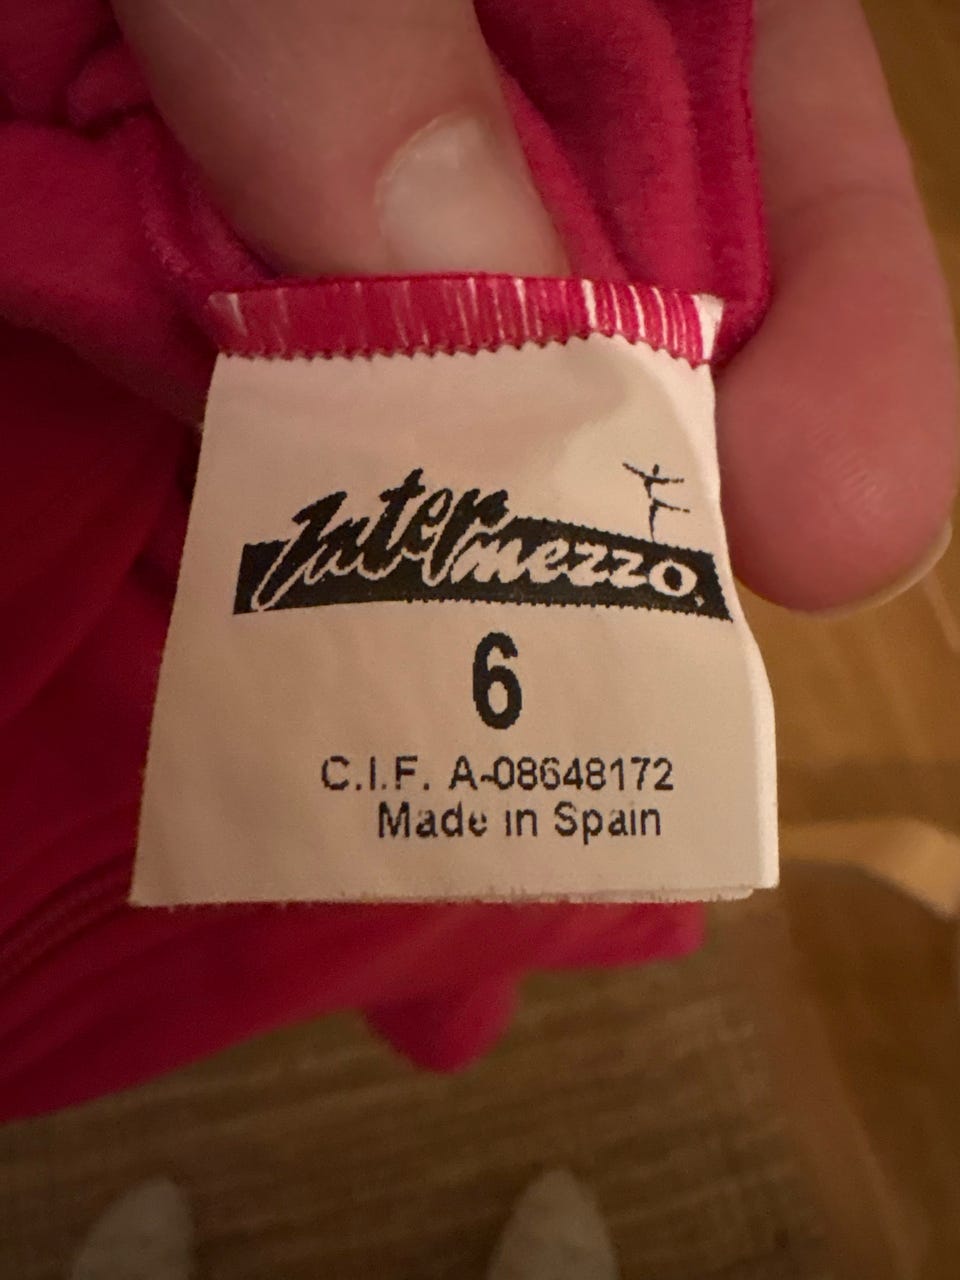 Intermezzo
6
C.I.F. A-08648172
Made in Spain